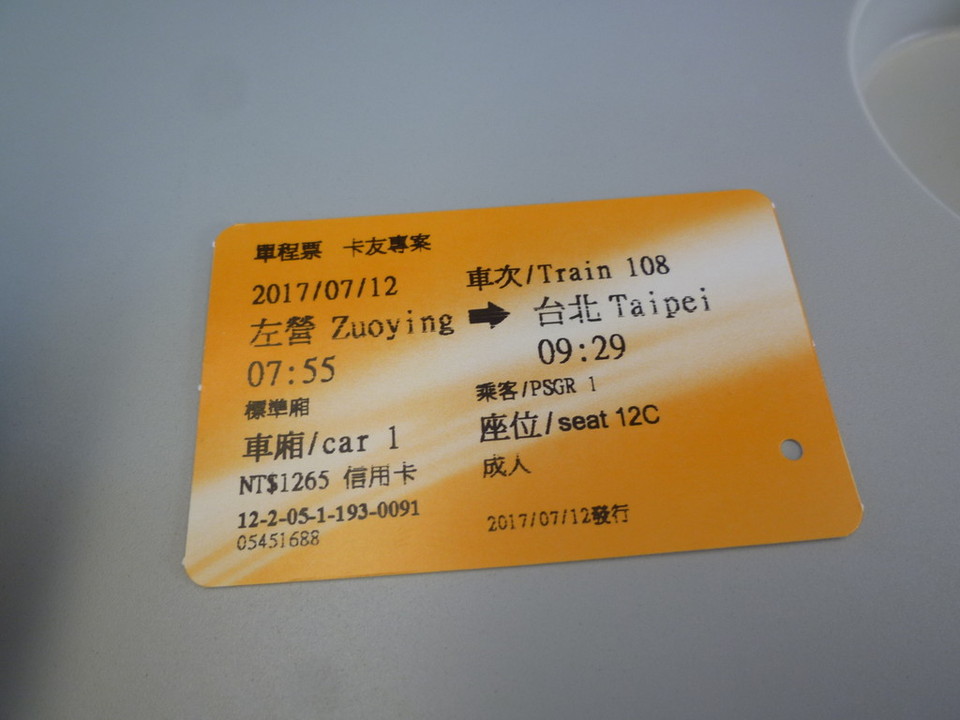 單程票 卡友專案
2017/07/12 車次/Train 108
左營 Zuoying ➡ 台北 Taipei
07:55 09:29
標準廂 乘客/PSGR 1
車廂/car 1 座位/seat 12C
NT$1265 信用卡 成人
12-2-05-1-193-0091
05451688 2017/07/12發行